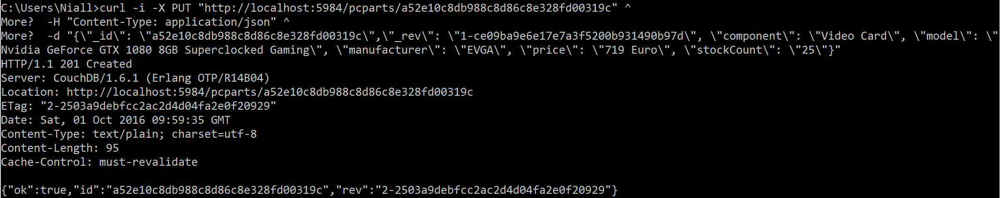 C:\Users\Niall>curl -i -X PUT "http://localhost:5984/pcparts/a52e10c8db988c8d86c8e328fd00319c" ^
More?  -H "Content-Type: application/json" ^
More?  -d "{\"_id\": \"a52e10c8db988c8d86c8e328fd00319c\",\"_rev\": \"1-ce09ba9e6e17e7a3f5200b931490b97d\", \"component\": \"Video Card\", \"model\": \"
Nvidia GeForce GTX 1080 8GB Superclocked Gaming\", \"manufacturer\": \"EVGA\", \"price\": \"719 Euro\", \"stockCount\": \"25\"}"
HTTP/1.1 201 Created
Server: CouchDB/1.6.1 (Erlang OTP/R14B04)
Location: http://localhost:5984/pcparts/a52e10c8db988c8d86c8e328fd00319c
ETag: "2-2503a9debfcc2ac2d4d04fa2e0f20929"
Date: Sat, 01 Oct 2016 09:59:35 GMT
Content-Type: text/plain; charset=utf-8
Content-Length: 95
Cache-Control: must-revalidate

{"ok":true,"id":"a52e10c8db988c8d86c8e328fd00319c","rev":"2-2503a9debfcc2ac2d4d04fa2e0f20929"}